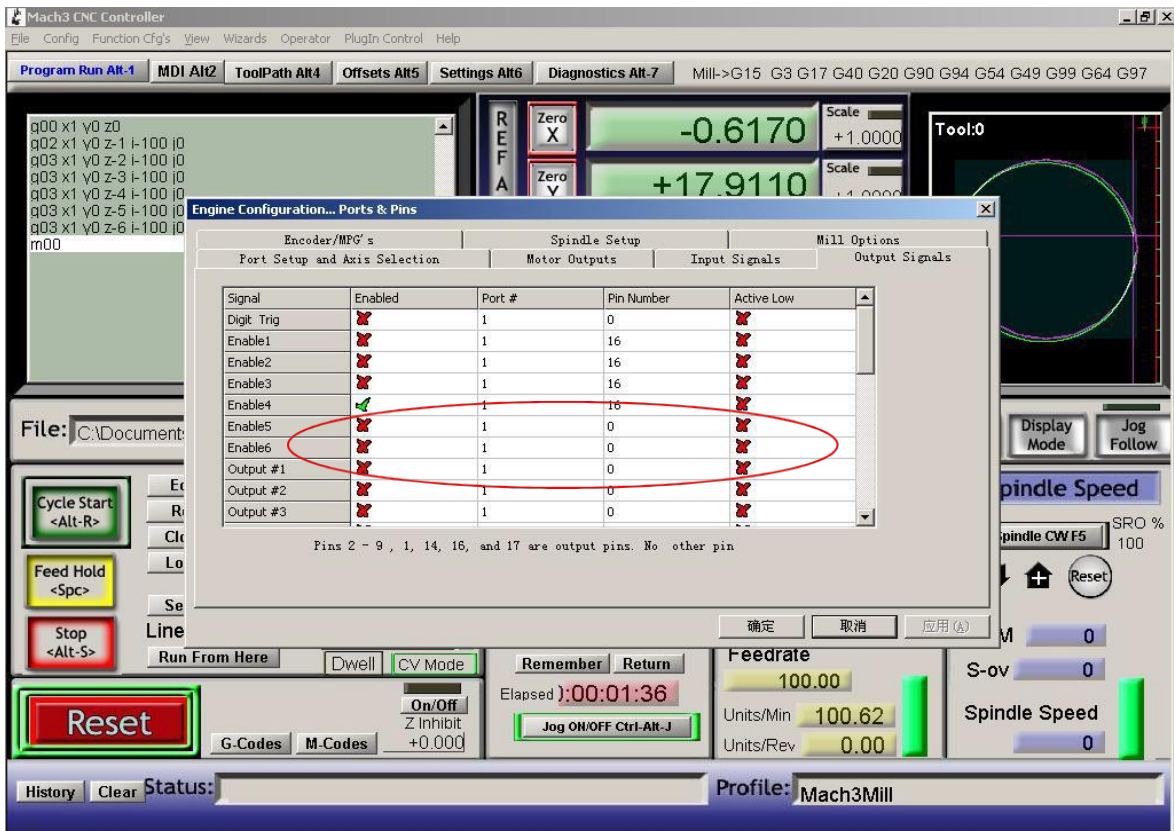 Mach3 CNC Controller
File Config Function Cfg's View Wizards Operator PlugIn Control Help
Program Run Alt-1 MDI Alt2 ToolPath Alt4 Offsets Alt5 Settings Alt6 Diagnostics Alt-7 Mill->G15 G3 G17 G40 G20 G90 G94 G54 G49 G99 G64 G97
g00 x1 y0 z0
g02 x1 y0 z-1 i-100 j0
g03 x1 y0 z-2 i-100 j0
g03 x1 y0 z-3 i-100 j0
g03 x1 y0 z-4 i-100 j0
g03 x1 y0 z-5 i-100 j0
g03 x1 y0 z-6 i-100 j0
m00
REF A
Zero X -0.6170 Scale +1.0000
Zero Y +17.9110 Scale +1.0000
Tool:0
Engine Configuration... Ports & Pins
Encoder/MPG's Spindle Setup Mill Options
Port Setup and Axis Selection Motor Outputs Input Signals Output Signals
Signal Enabled Port # Pin Number Active Low
Digit Trig 1 0
Enable1 1 16
Enable2 1 16
Enable3 1 16
Enable4 1 16
Enable5 1 0
Enable6 1 0
Output #1 1 0
Output #2 1 0
Output #3 1 0
Pins 2 - 9 , 1, 14, 16, and 17 are output pins. No other pin
确定 取消 应用(A)
File: C:\Document
Display Mode
Jog Follow
Cycle Start <Alt-R>
Feed Hold <Spc>
Stop <Alt-S>
Line
Run From Here
Dwell CV Mode
Remember Return
Elapsed ):00:01:36
Jog ON/OFF Ctrl-Alt-J
Feedrate
100.00
Units/Min 100.62
Units/Rev 0.00
pindle Speed
pindle CW F5
SRO %
100
Reset
M 0
S-ov 0
Spindle Speed
0
Reset
On/Off
Z Inhibit
+0.000
G-Codes M-Codes
History Clear Status:
Profile: Mach3Mill